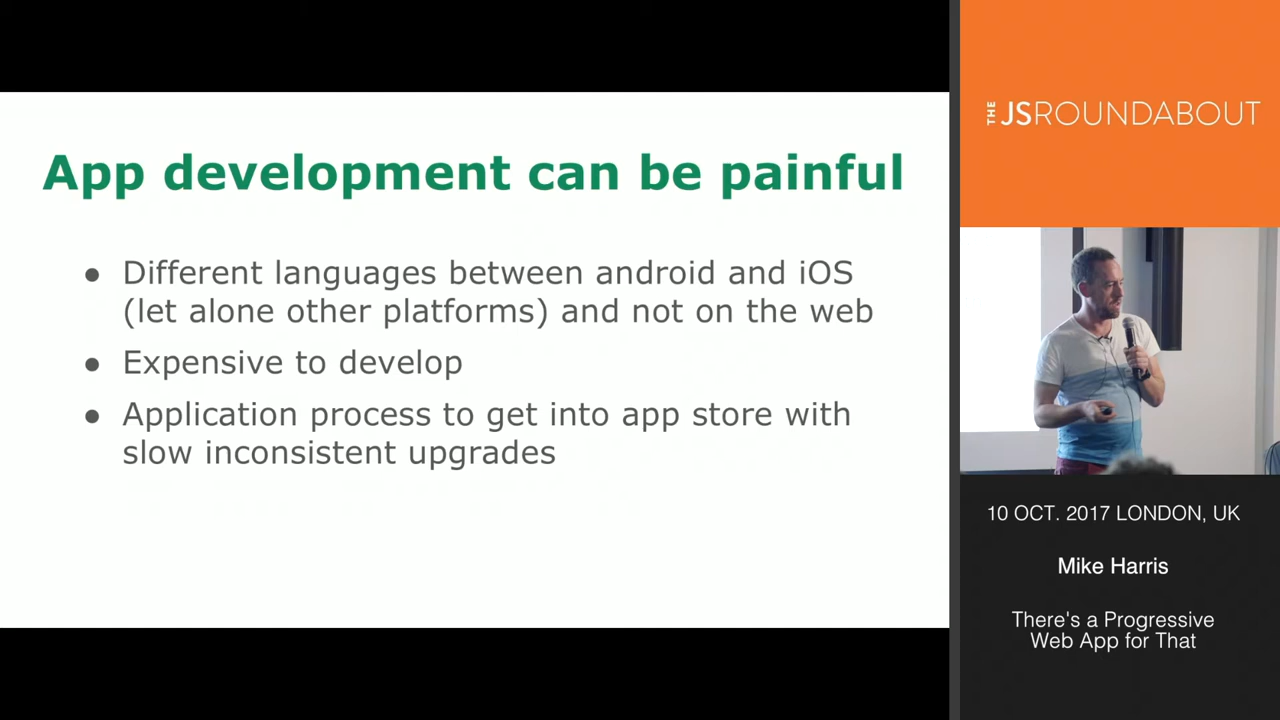 App development can be painful
● Different languages between android and iOS
(let alone other platforms) and not on the web
● Expensive to develop
● Application process to get into app store with
slow inconsistent upgrades
THE JSROUNDABOUT
10 OCT. 2017 LONDON, UK
Mike Harris
There's a Progressive
Web App for That